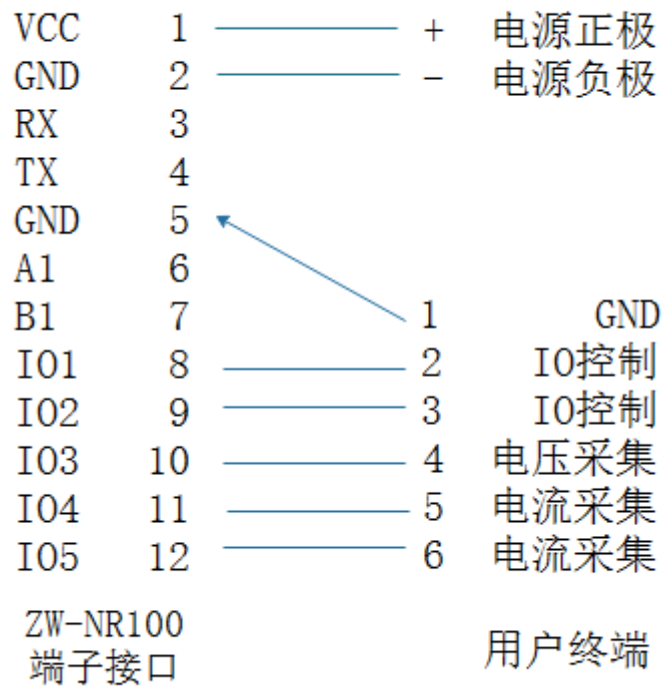 VCC 1 + 电源正极
GND 2 - 电源负极
RX 3
TX 4
GND 5
A1 6
B1 7 1 GND
IO1 8 2 IO控制
IO2 9 3 IO控制
IO3 10 4 电压采集
IO4 11 5 电流采集
IO5 12 6 电流采集
ZW-NR100
端子接口
用户终端